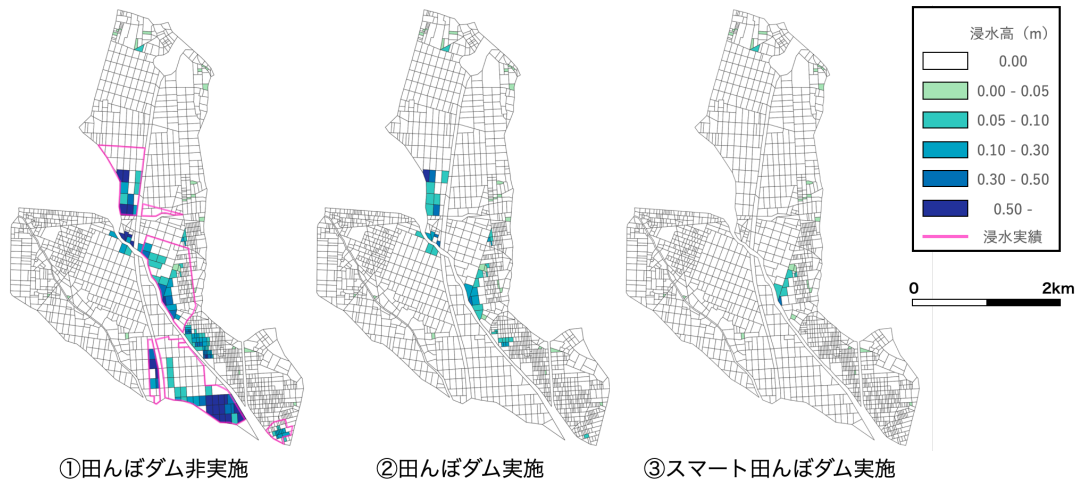 浸水高（m）
0.00
0.00 - 0.05
0.05 - 0.10
0.10 - 0.30
0.30 - 0.50
0.50 -
浸水実績
0 2km
①田んぼダム非実施
②田んぼダム実施
③スマート田んぼダム実施